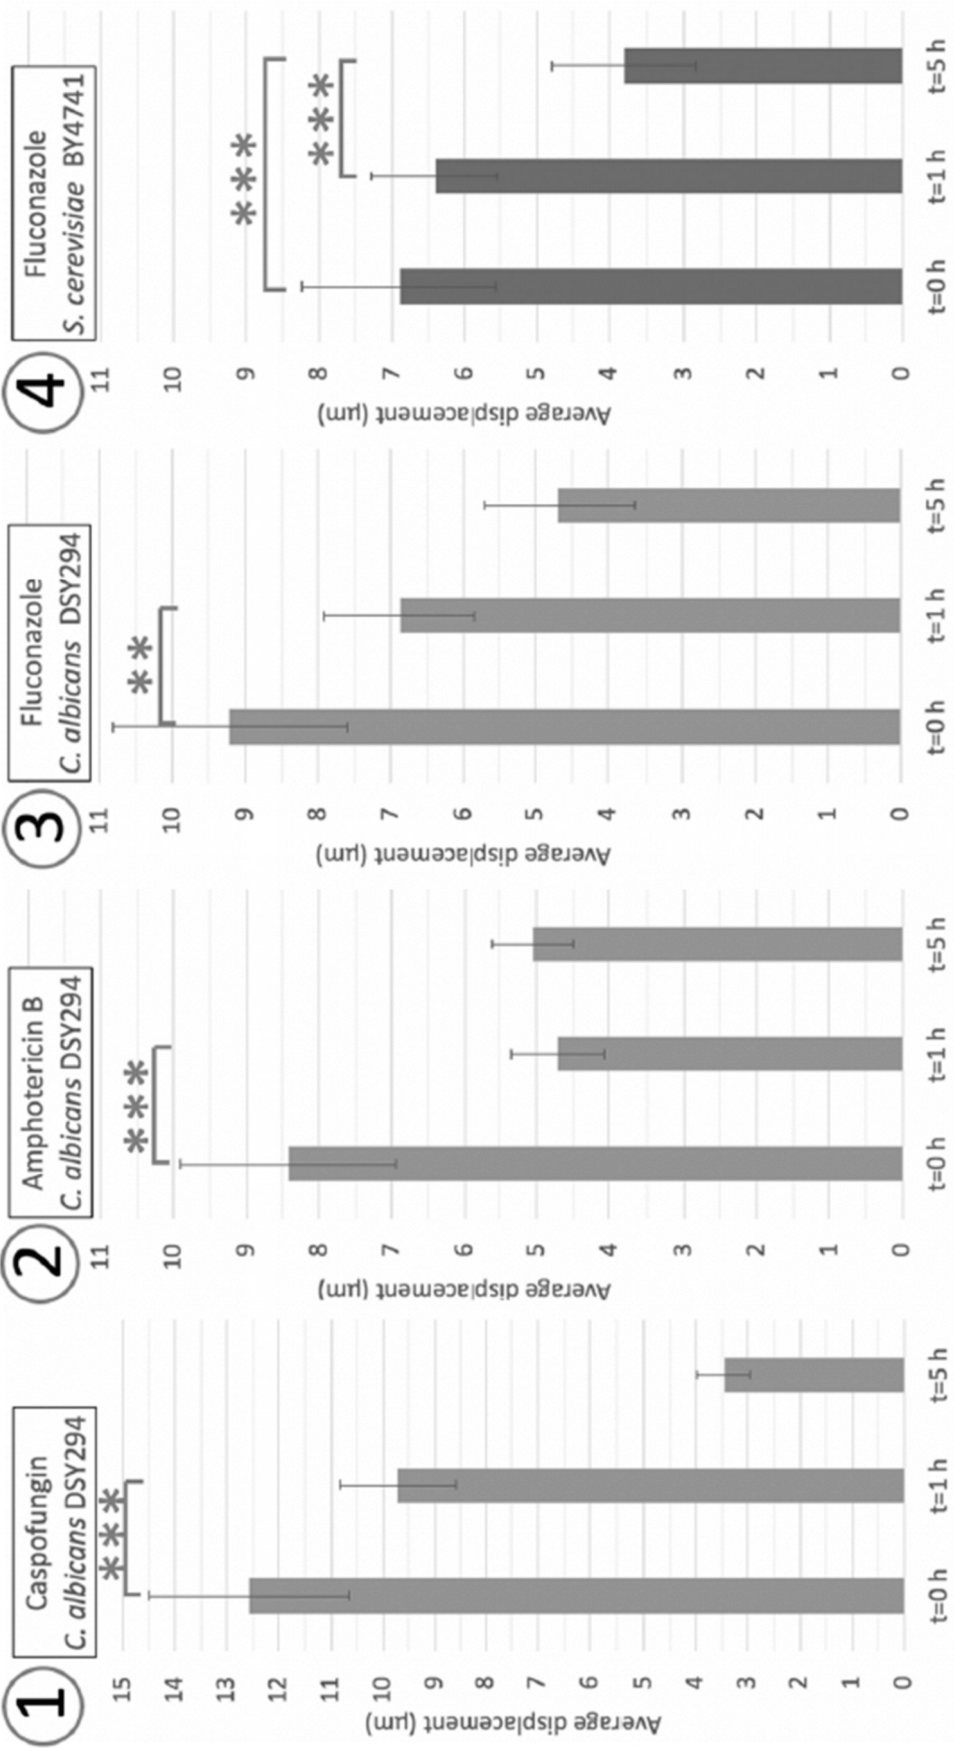 1
Caspofungin
C. albicans DSY294
***
15
14
13
12
11
10
9
8
7
6
5
4
3
2
1
0
Average displacement (µm)
t=0 h
t=1 h
t=5 h
2
Amphotericin B
C. albicans DSY294
***
11
10
9
8
7
6
5
4
3
2
1
0
Average displacement (µm)
t=0 h
t=1 h
t=5 h
3
Fluconazole
C. albicans DSY294
**
11
10
9
8
7
6
5
4
3
2
1
0
Average displacement (µm)
t=0 h
t=1 h
t=5 h
4
Fluconazole
S. cerevisiae BY4741
***
***
11
10
9
8
7
6
5
4
3
2
1
0
Average displacement (µm)
t=0 h
t=1 h
t=5 h